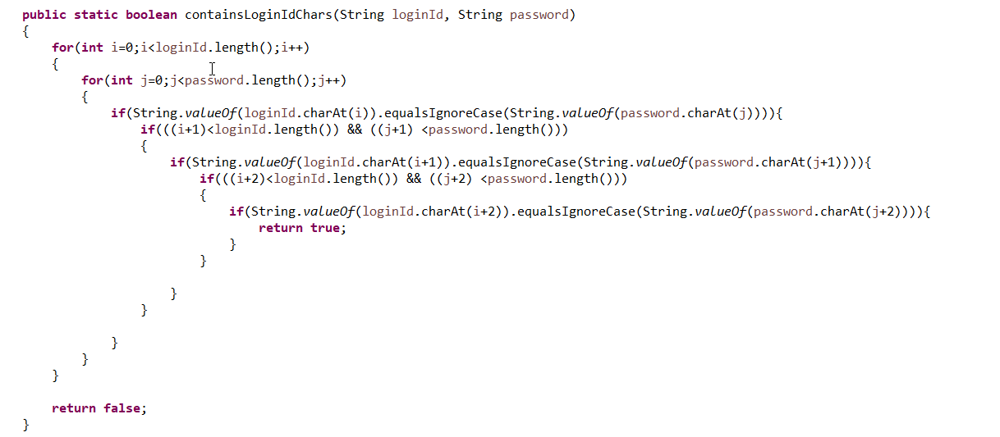 public static boolean containsLoginIdChars(String loginId, String password)
{
    for(int i=0;i<loginId.length();i++)
    {
        for(int j=0;j<password.length();j++)
        {
            if(String.valueOf(loginId.charAt(i)).equalsIgnoreCase(String.valueOf(password.charAt(j)))){
                if(((i+1)<loginId.length()) && ((j+1) <password.length()))
                {
                    if(String.valueOf(loginId.charAt(i+1)).equalsIgnoreCase(String.valueOf(password.charAt(j+1)))){
                        if(((i+2)<loginId.length()) && ((j+2) <password.length()))
                        {
                            if(String.valueOf(loginId.charAt(i+2)).equalsIgnoreCase(String.valueOf(password.charAt(j+2)))){
                                return true;
                            }
                        }

                    }
                }

            }
        }
    }

    return false;
}